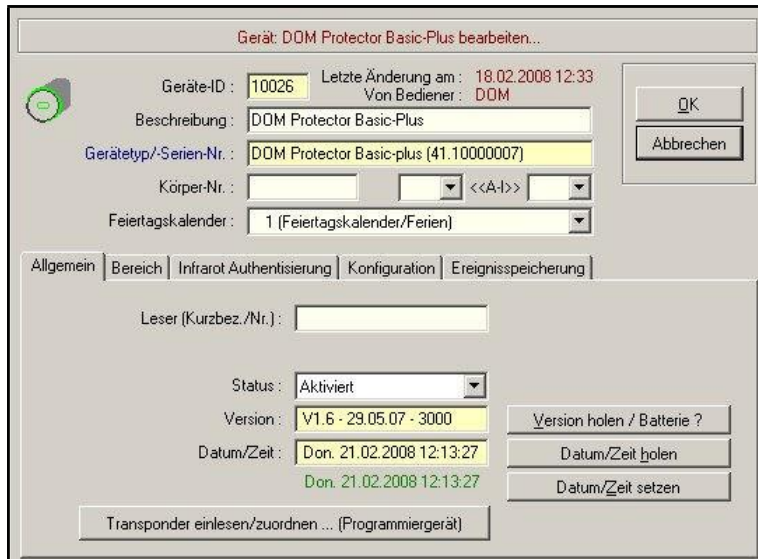 Gerät: DOM Protector Basic-Plus bearbeiten...
Geräte-ID : 10026 Letzte Änderung am : 18.02.2008 12:33
Von Bediener : DOM
OK
Beschreibung : DOM Protector Basic-Plus
Abbrechen
Gerätetyp/-Serien-Nr. : DOM Protector Basic-plus (41.10000007)
Körper-Nr. : <<A-I>>
Feiertagskalender : 1 (Feiertagskalender/Ferien)
Allgemein Bereich Infrarot Authentisierung Konfiguration Ereignisspeicherung
Leser (Kurzbez./Nr.) :
Status : Aktiviert
Version : V1.6 - 29.05.07 - 3000 Version holen / Batterie ?
Datum/Zeit : Don. 21.02.2008 12:13:27 Datum/Zeit holen
Don. 21.02.2008 12:13:27 Datum/Zeit setzen
Transponder einlesen/zuordnen ... (Programmiergerät)